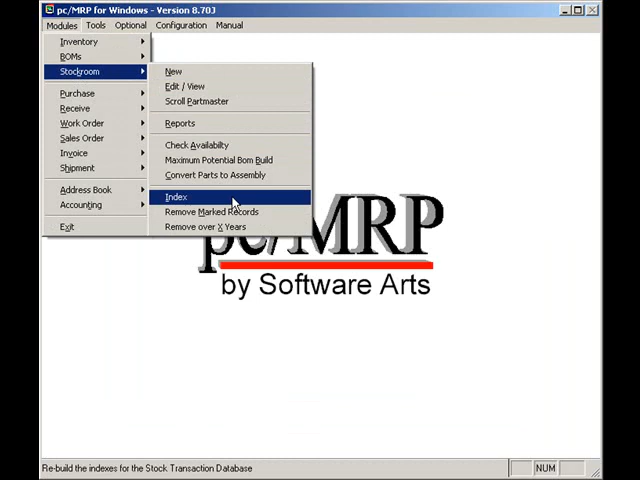 pc/MRP for Windows - Version 8.70J
Modules Tools Optional Configuration Manual
Inventory
BOMs
Stockroom
Purchase
Receive
Work Order
Sales Order
Invoice
Shipment
Address Book
Accounting
Exit
New
Edit / View
Scroll Partmaster
Reports
Check Availabilty
Maximum Potential Bom Build
Convert Parts to Assembly
Index
Remove Marked Records
Remove over X Years
pc/MRP
by Software Arts
Re-build the indexes for the Stock Transaction Database
NUM